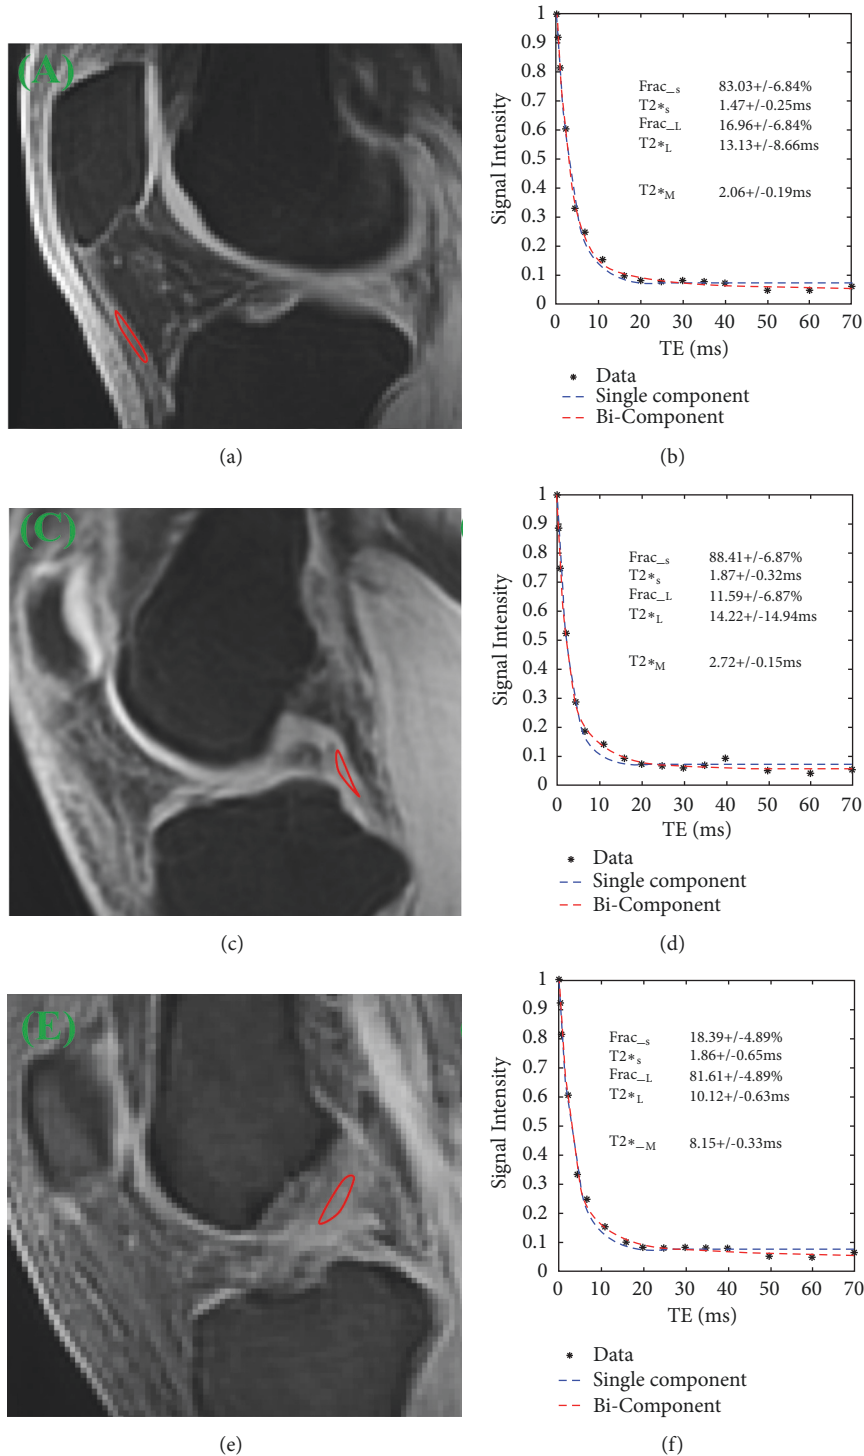 (A)
(a)
1
0.9
0.8
0.7
0.6
0.5
0.4
0.3
0.2
0.1
0
Signal Intensity
Frac_s 83.03+/-6.84%
T2*s 1.47+/-0.25ms
Frac_L 16.96+/-6.84%
T2*L 13.13+/-8.66ms
T2*M 2.06+/-0.19ms
0 10 20 30 40 50 60 70
TE (ms)
* Data
Single component
Bi-Component
(b)
(C)
(c)
1
0.9
0.8
0.7
0.6
0.5
0.4
0.3
0.2
0.1
0
Signal Intensity
Frac_s 88.41+/-6.87%
T2*s 1.87+/-0.32ms
Frac_L 11.59+/-6.87%
T2*L 14.22+/-14.94ms
T2*M 2.72+/-0.15ms
0 10 20 30 40 50 60 70
TE (ms)
* Data
Single component
Bi-Component
(d)
(E)
(e)
1
0.9
0.8
0.7
0.6
0.5
0.4
0.3
0.2
0.1
0
Signal Intensity
Frac_s 18.39+/-4.89%
T2*s 1.86+/-0.65ms
Frac_L 81.61+/-4.89%
T2*L 10.12+/-0.63ms
T2*_M 8.15+/-0.33ms
0 10 20 30 40 50 60 70
TE (ms)
* Data
Single component
Bi-Component
(f)